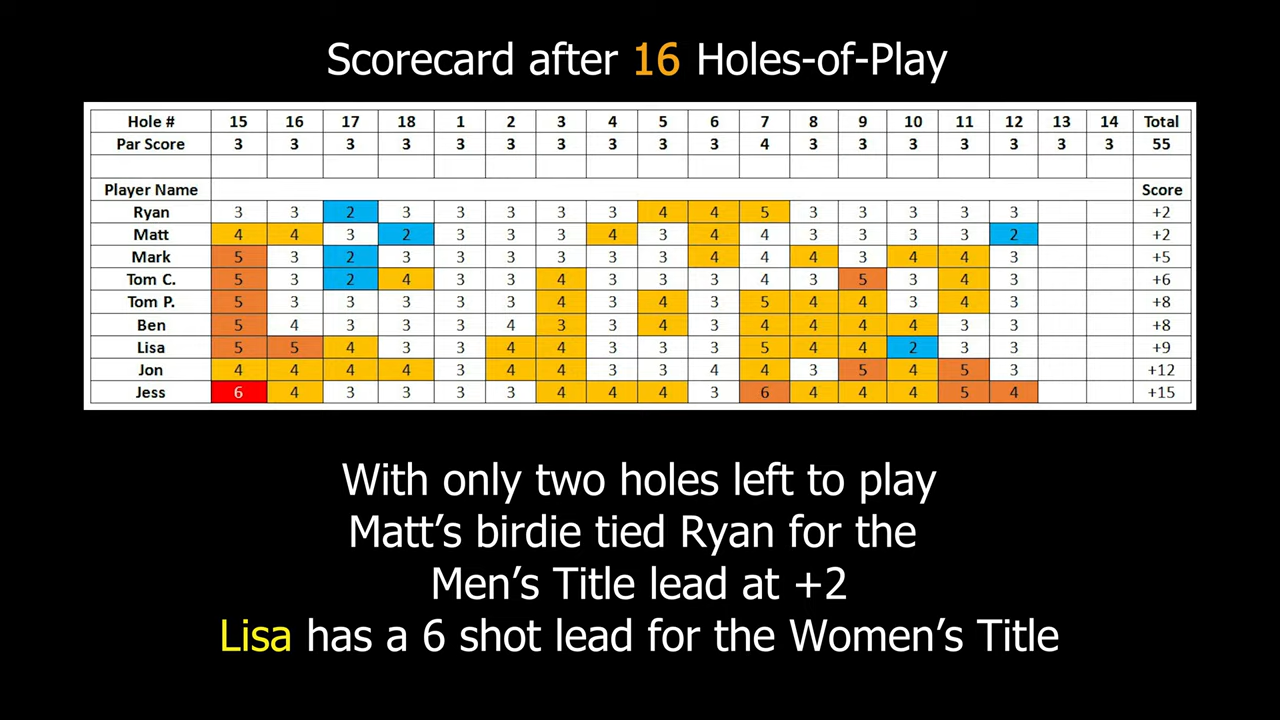 Scorecard after 16 Holes-of-Play
Hole # 15 16 17 18 1 2 3 4 5 6 7 8 9 10 11 12 13 14 Total
Par Score 3 3 3 3 3 3 3 3 3 3 4 3 3 3 3 3 3 3 55
Player Name Score
Ryan 3 3 2 3 3 3 3 3 4 4 5 3 3 3 3 3 +2
Matt 4 4 3 2 3 3 3 4 3 4 4 3 3 3 3 2 +2
Mark 5 3 2 3 3 3 3 3 3 4 4 4 3 4 4 3 +5
Tom C. 5 3 2 4 3 3 4 3 3 3 4 3 5 3 4 3 +6
Tom P. 5 3 3 3 3 3 4 3 4 3 5 4 4 3 4 3 +8
Ben 5 4 3 3 3 4 3 3 4 3 4 4 4 4 3 3 +8
Lisa 5 5 4 3 3 4 4 3 3 3 5 4 4 2 3 3 +9
Jon 4 4 4 4 3 4 4 3 3 4 4 3 5 4 5 3 +12
Jess 6 4 3 3 3 3 4 4 4 3 6 4 4 4 5 4 +15
With only two holes left to play
Matt’s birdie tied Ryan for the
Men’s Title lead at +2
Lisa has a 6 shot lead for the Women’s Title